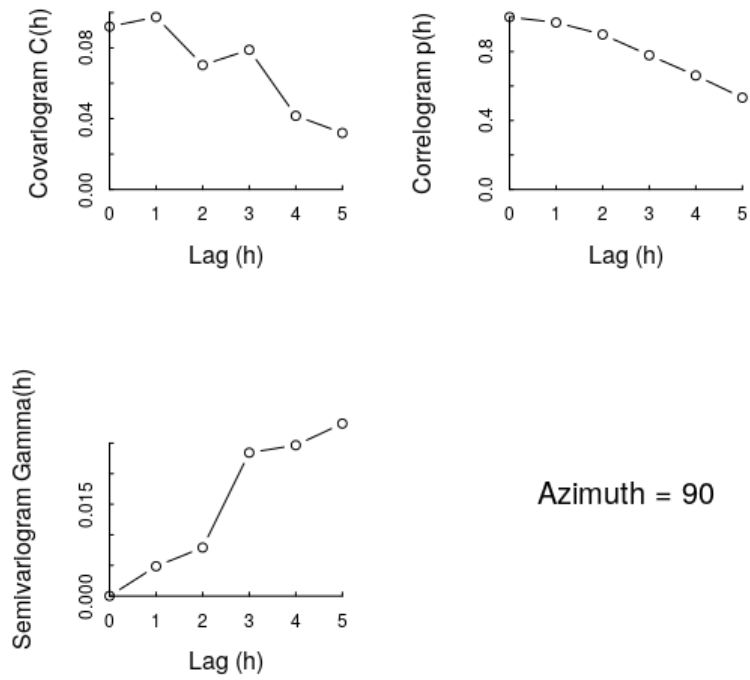 Covariogram C(h)
0.08
0.04
0.00
0 1 2 3 4 5
Lag (h)
Correlogram p(h)
0.8
0.4
0.0
0 1 2 3 4 5
Lag (h)
Semivariogram Gamma(h)
0.015
0.000
0 1 2 3 4 5
Lag (h)
Azimuth = 90